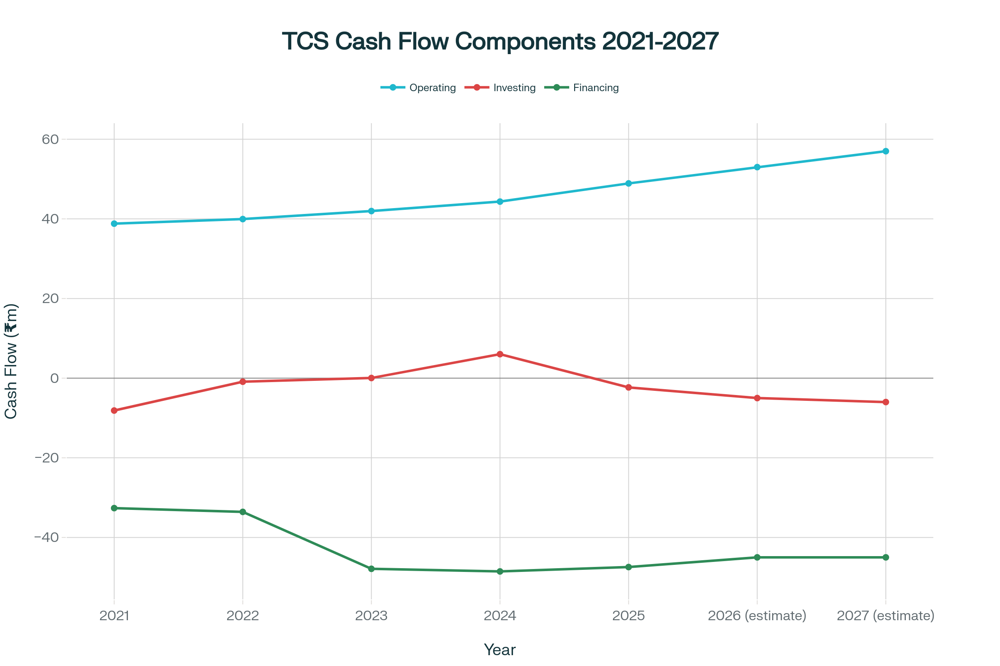 TCS Cash Flow Components 2021-2027
Operating Investing Financing
60
40
20
0
−20
−40
Cash Flow (₹m)
2021 2022 2023 2024 2025 2026 (estimate) 2027 (estimate)
Year